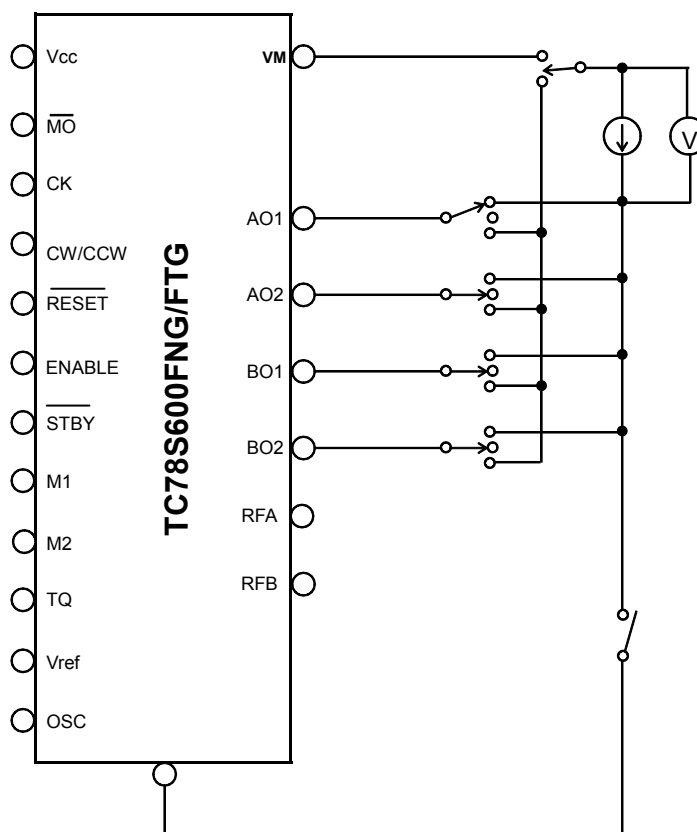 Vcc
MO
CK
CW/CCW
RESET
ENABLE
STBY
M1
M2
TQ
Vref
OSC
TC78S600FNG/FTG
VM
AO1
AO2
BO1
BO2
RFA
RFB
V